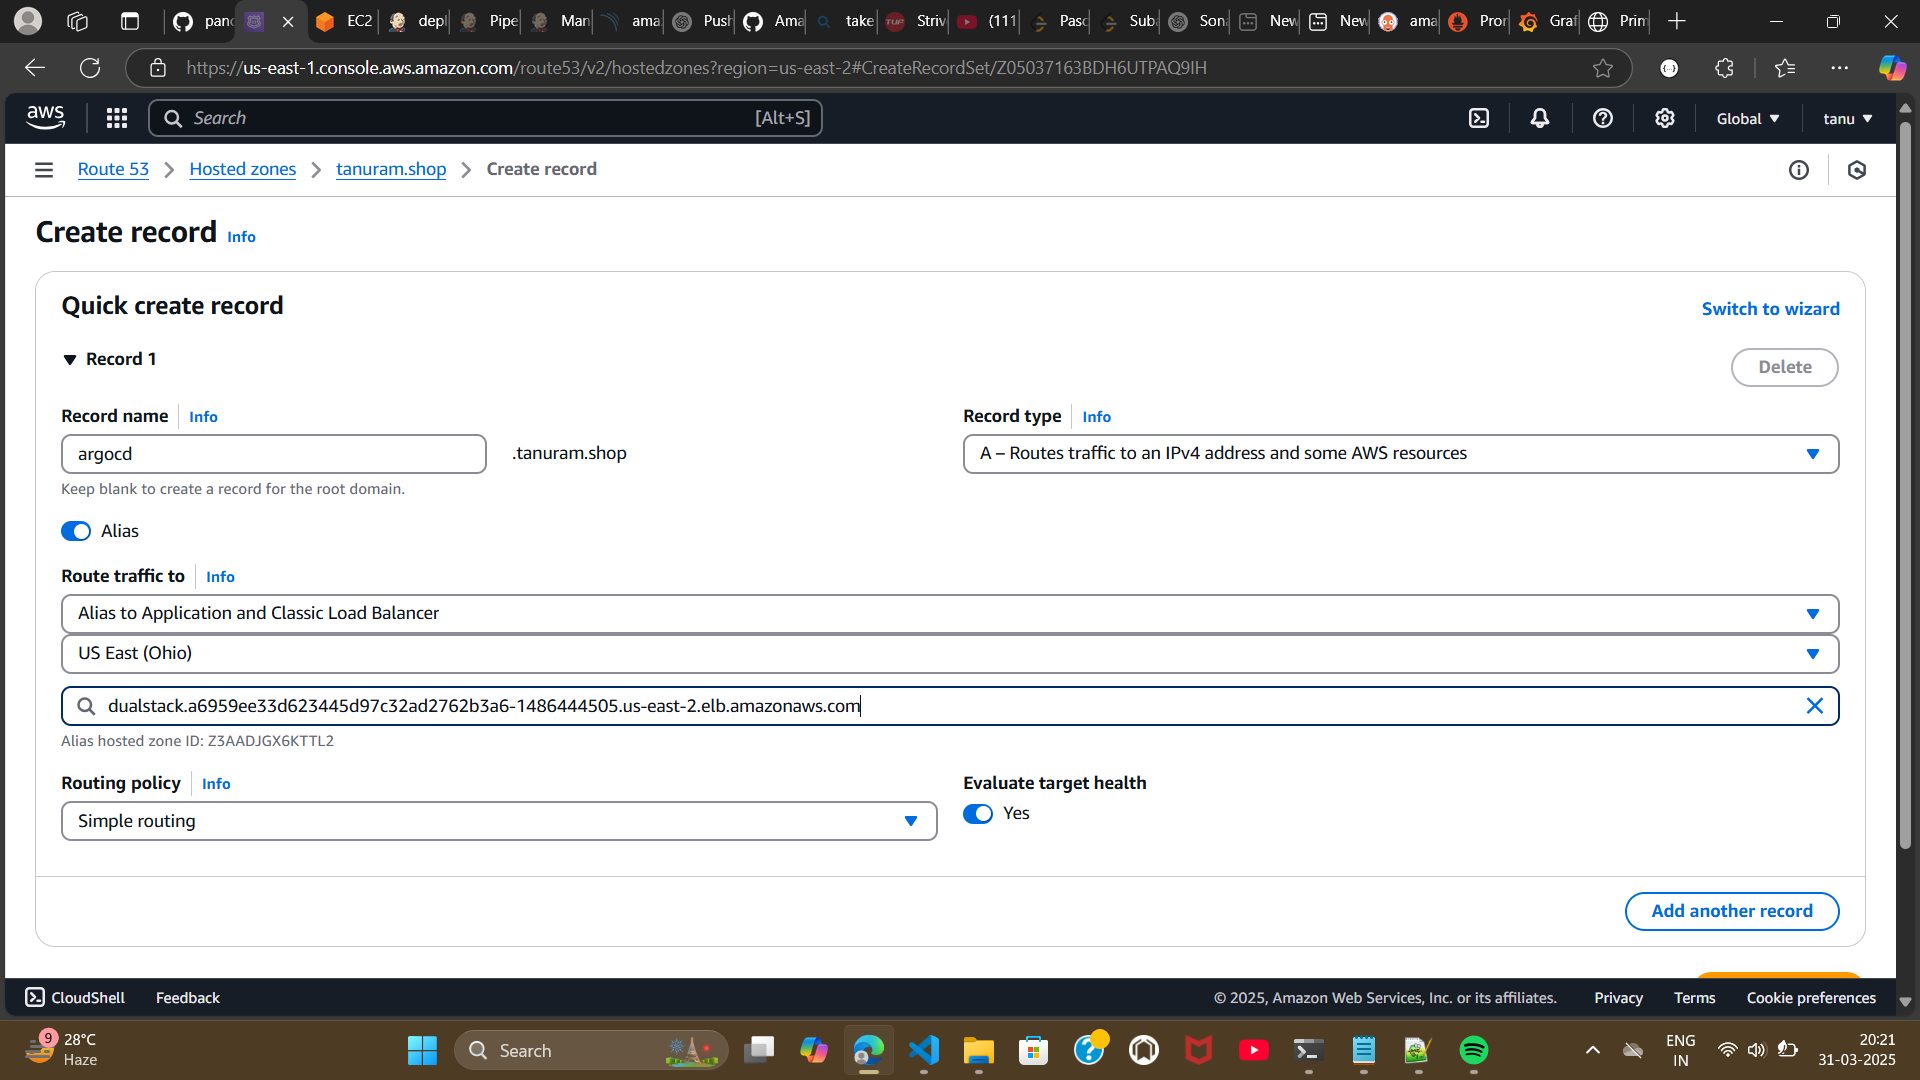 pand
EC2
depl
Pipe
Man
ama
Push
Ama
take
Striv
(111
Pasc
Suba
Sona
New
New
ama
Pror
Graf
Prim
https://us-east-1.console.aws.amazon.com/route53/v2/hostedzones?region=us-east-2#CreateRecordSet/Z05037163BDH6UTPAQ9IH
aws
Search [Alt+S]
Global
tanu
Route 53 > Hosted zones > tanuram.shop > Create record
Create record Info
Quick create record
Switch to wizard
Record 1
Delete
Record name Info
Record type Info
argocd
.tanuram.shop
A – Routes traffic to an IPv4 address and some AWS resources
Keep blank to create a record for the root domain.
Alias
Route traffic to Info
Alias to Application and Classic Load Balancer
US East (Ohio)
dualstack.a6959ee33d623445d97c32ad2762b3a6-1486444505.us-east-2.elb.amazonaws.com
Alias hosted zone ID: Z3AADJGX6KTTL2
Routing policy Info
Evaluate target health
Simple routing
Yes
Add another record
CloudShell Feedback
© 2025, Amazon Web Services, Inc. or its affiliates. Privacy Terms Cookie preferences
9
28°C
Haze
Search
ENG
IN
20:21
31-03-2025